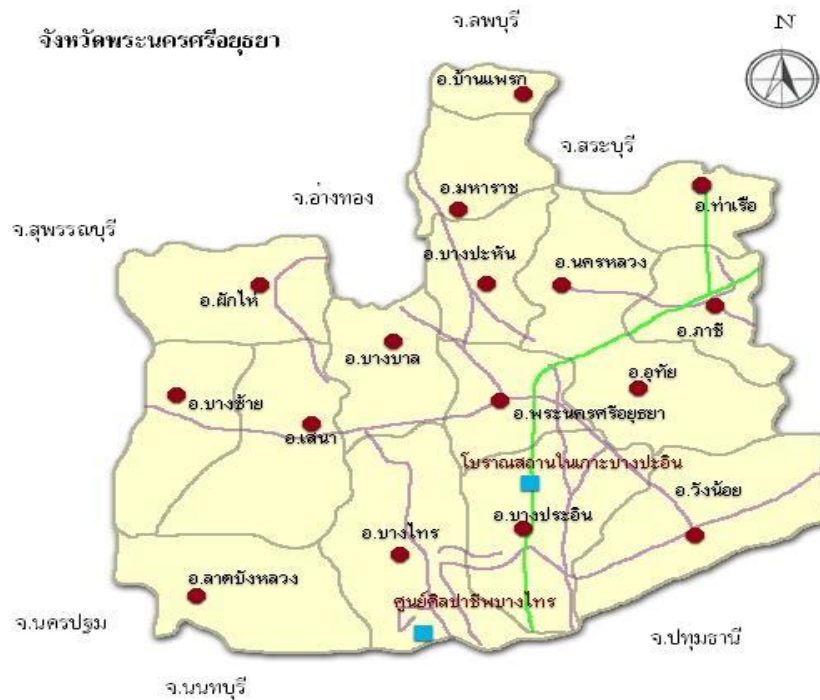 จ.ลพบุรี
N
จังหวัดพระนครศรีอยุธยา
อ.บ้านแพรก
จ.สระบุรี
อ.มหาราช
จ.อ่างทอง
อ.ท่าเรือ
จ.สุพรรณบุรี
อ.บางปะหัน
อ.นครหลวง
อ.ผักไห่
อ.ภาชี
อ.บางบาล
อ.อุทัย
อ.บางซ้าย
อ.พระนครศรีอยุธยา
อ.เสนา
โบราณสถานในเกาะบางปะอิน
อ.วังน้อย
อ.บางไทร
อ.บางประอิน
อ.ลาดบังหลวง
ศูนย์ศิลปาชีพบางไทร
จ.นครปฐม
จ.ปทุมธานี
จ.นนทบุรี